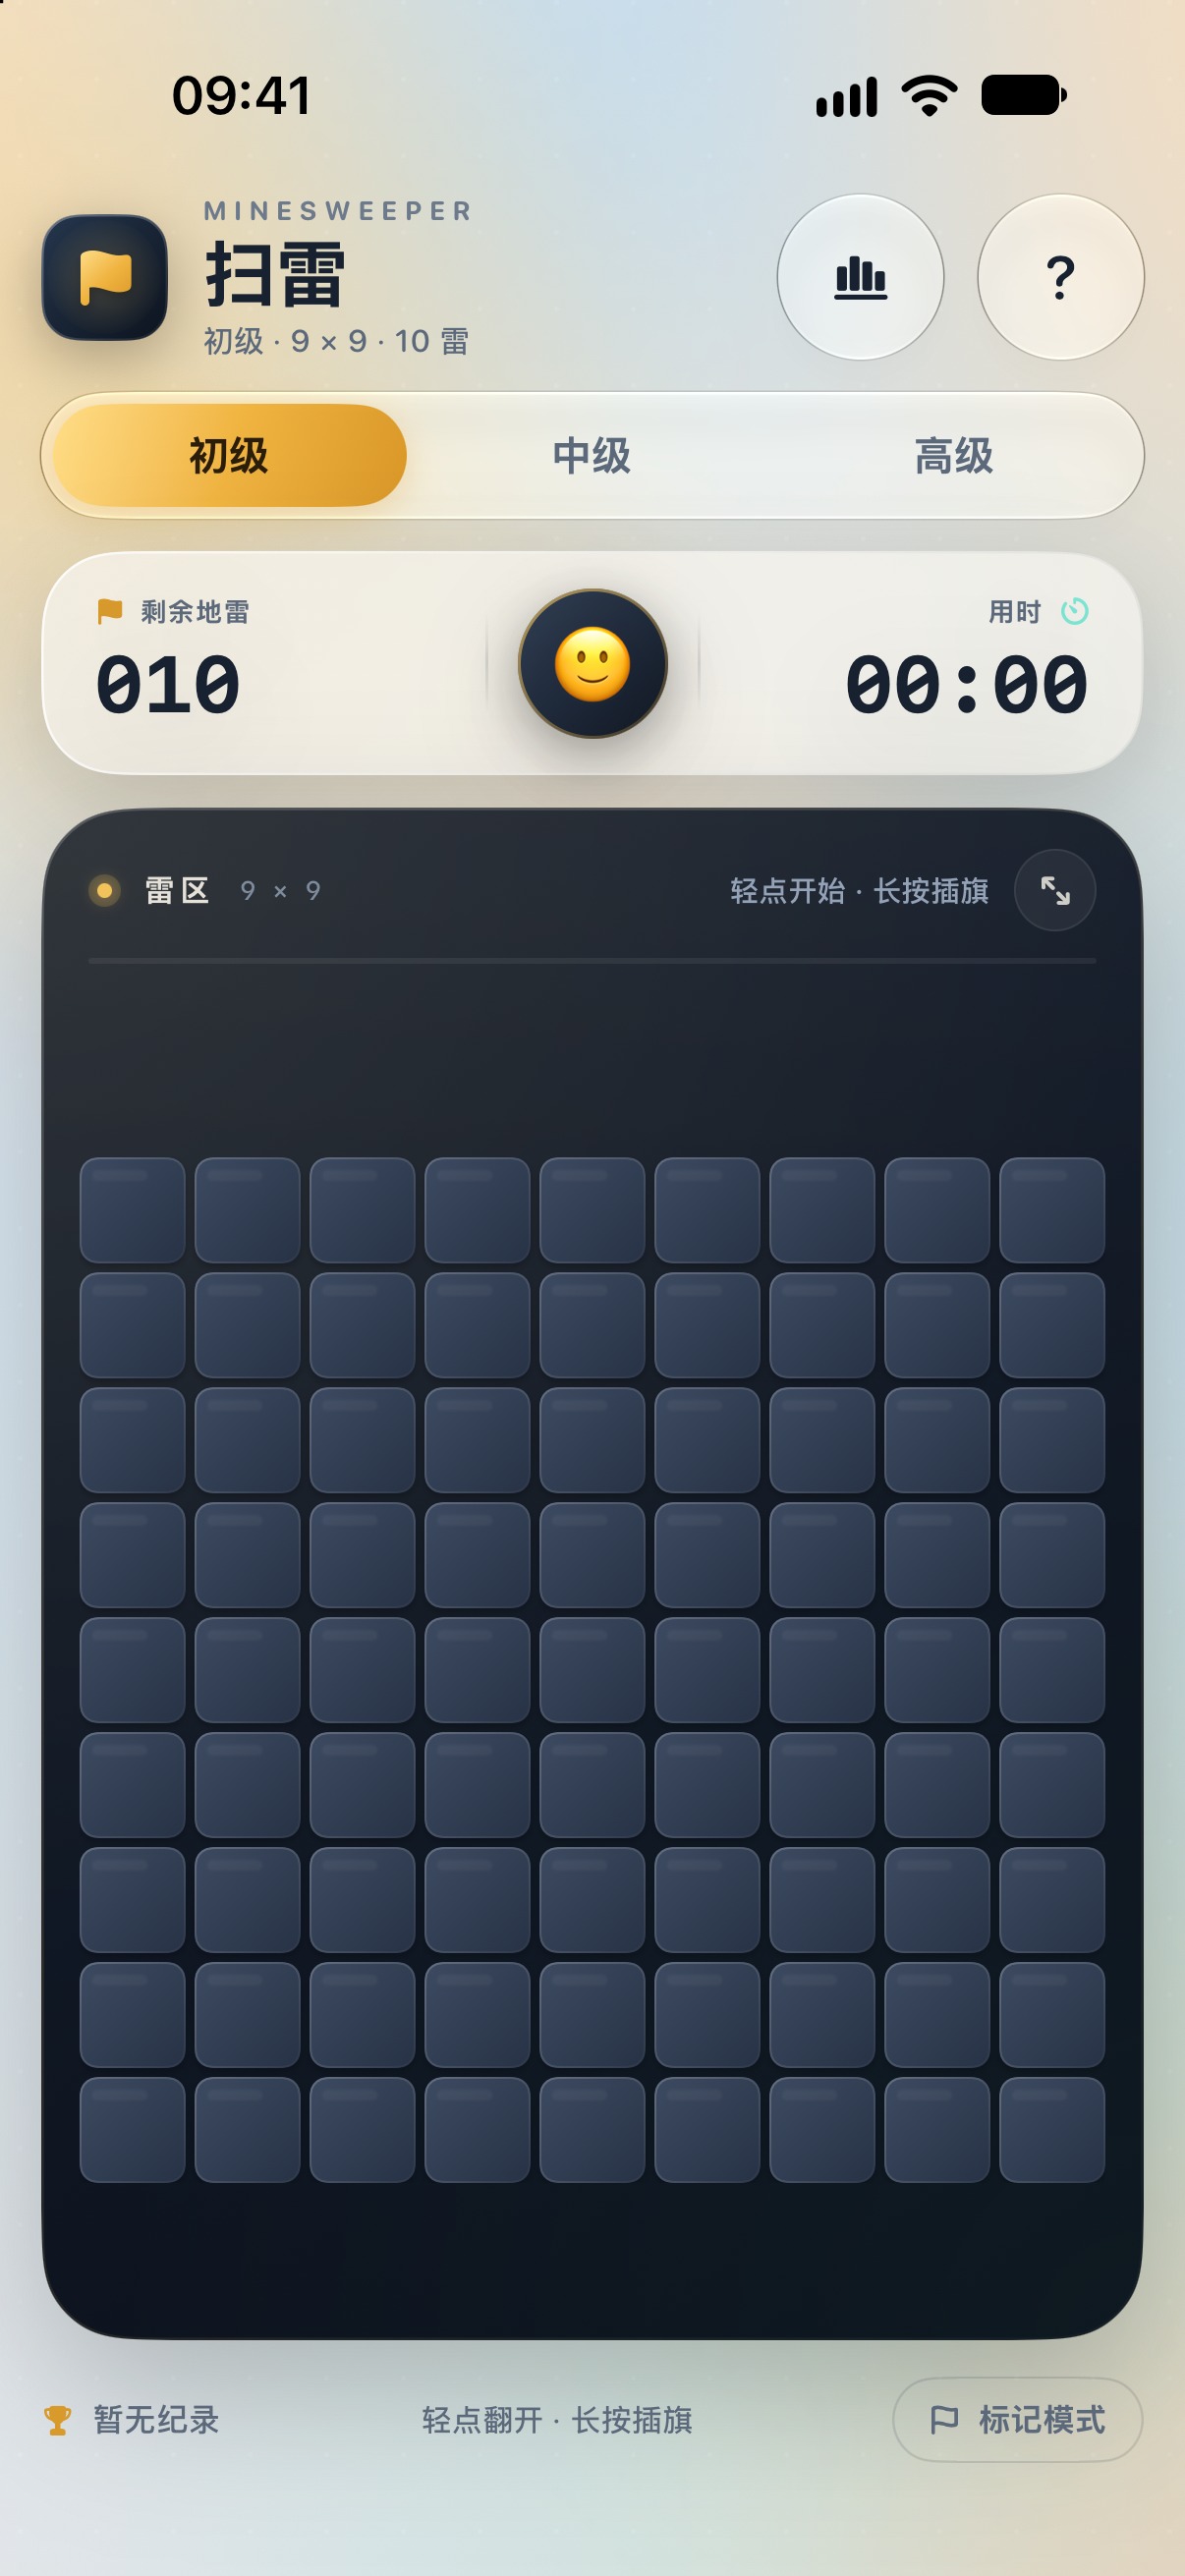 09:41
MINESWEEPER
扫雷
初级 · 9 × 9 · 10 雷
?
初级 中级 高级
剩余地雷 用时
010 00:00
雷区 9 × 9 轻点开始 · 长按插旗
暂无纪录 轻点翻开 · 长按插旗 标记模式